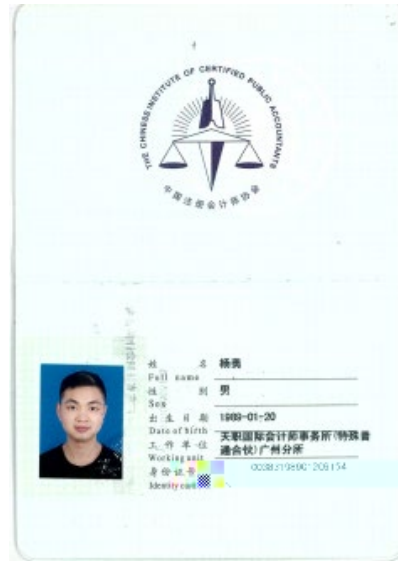 THE CHINESE INSTITUTE OF CERTIFIED PUBLIC ACCOUNTANTS
中国注册会计师协会
姓 名 杨勇
Full name
性 别 男
Sex
出 生 日 期 1989-01-20
Date of birth
工 作 单 位 天职国际会计师事务所(特殊普
Working unit 通合伙)广州分所
身 份 证 号
Identity card